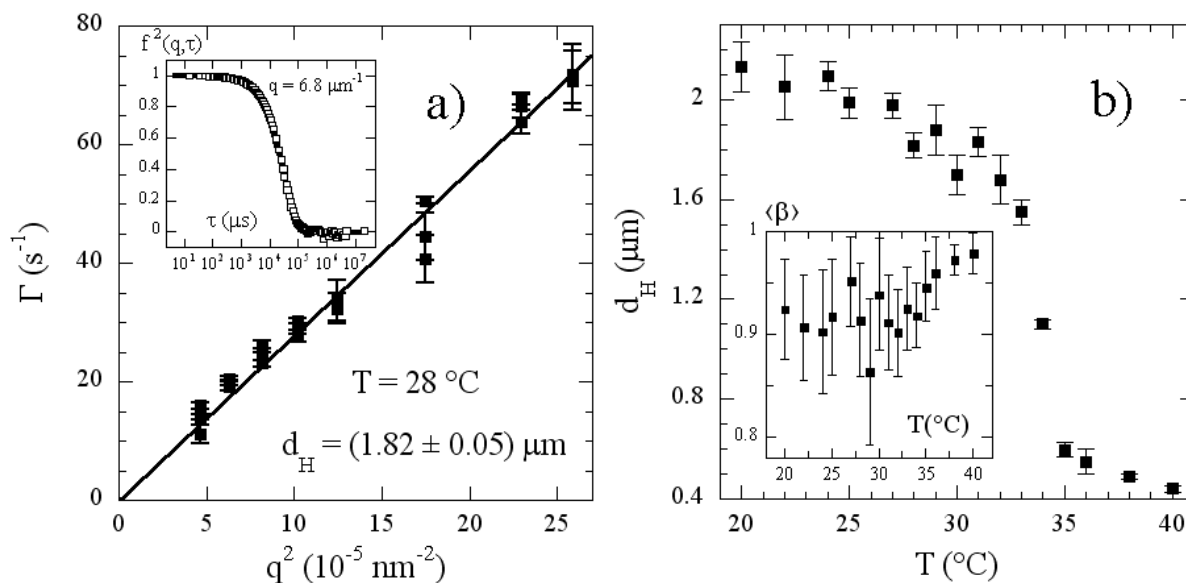 80
60
40
20
0
Γ (s⁻¹)
0 5 10 15 20 25
q² (10⁻⁵ nm⁻²)
a)
T = 28 °C
d_H = (1.82 ± 0.05) μm
f²(q,τ)
q = 6.8 μm⁻¹
1
0.8
0.6
0.4
0.2
0
τ (μs)
10¹ 10² 10³ 10⁴ 10⁵ 10⁶ 10⁷
b)
2
1.6
1.2
0.8
0.4
d_H (μm)
20 25 30 35 40
T (°C)
⟨β⟩
1
0.9
0.8
T(°C)
20 25 30 35 40